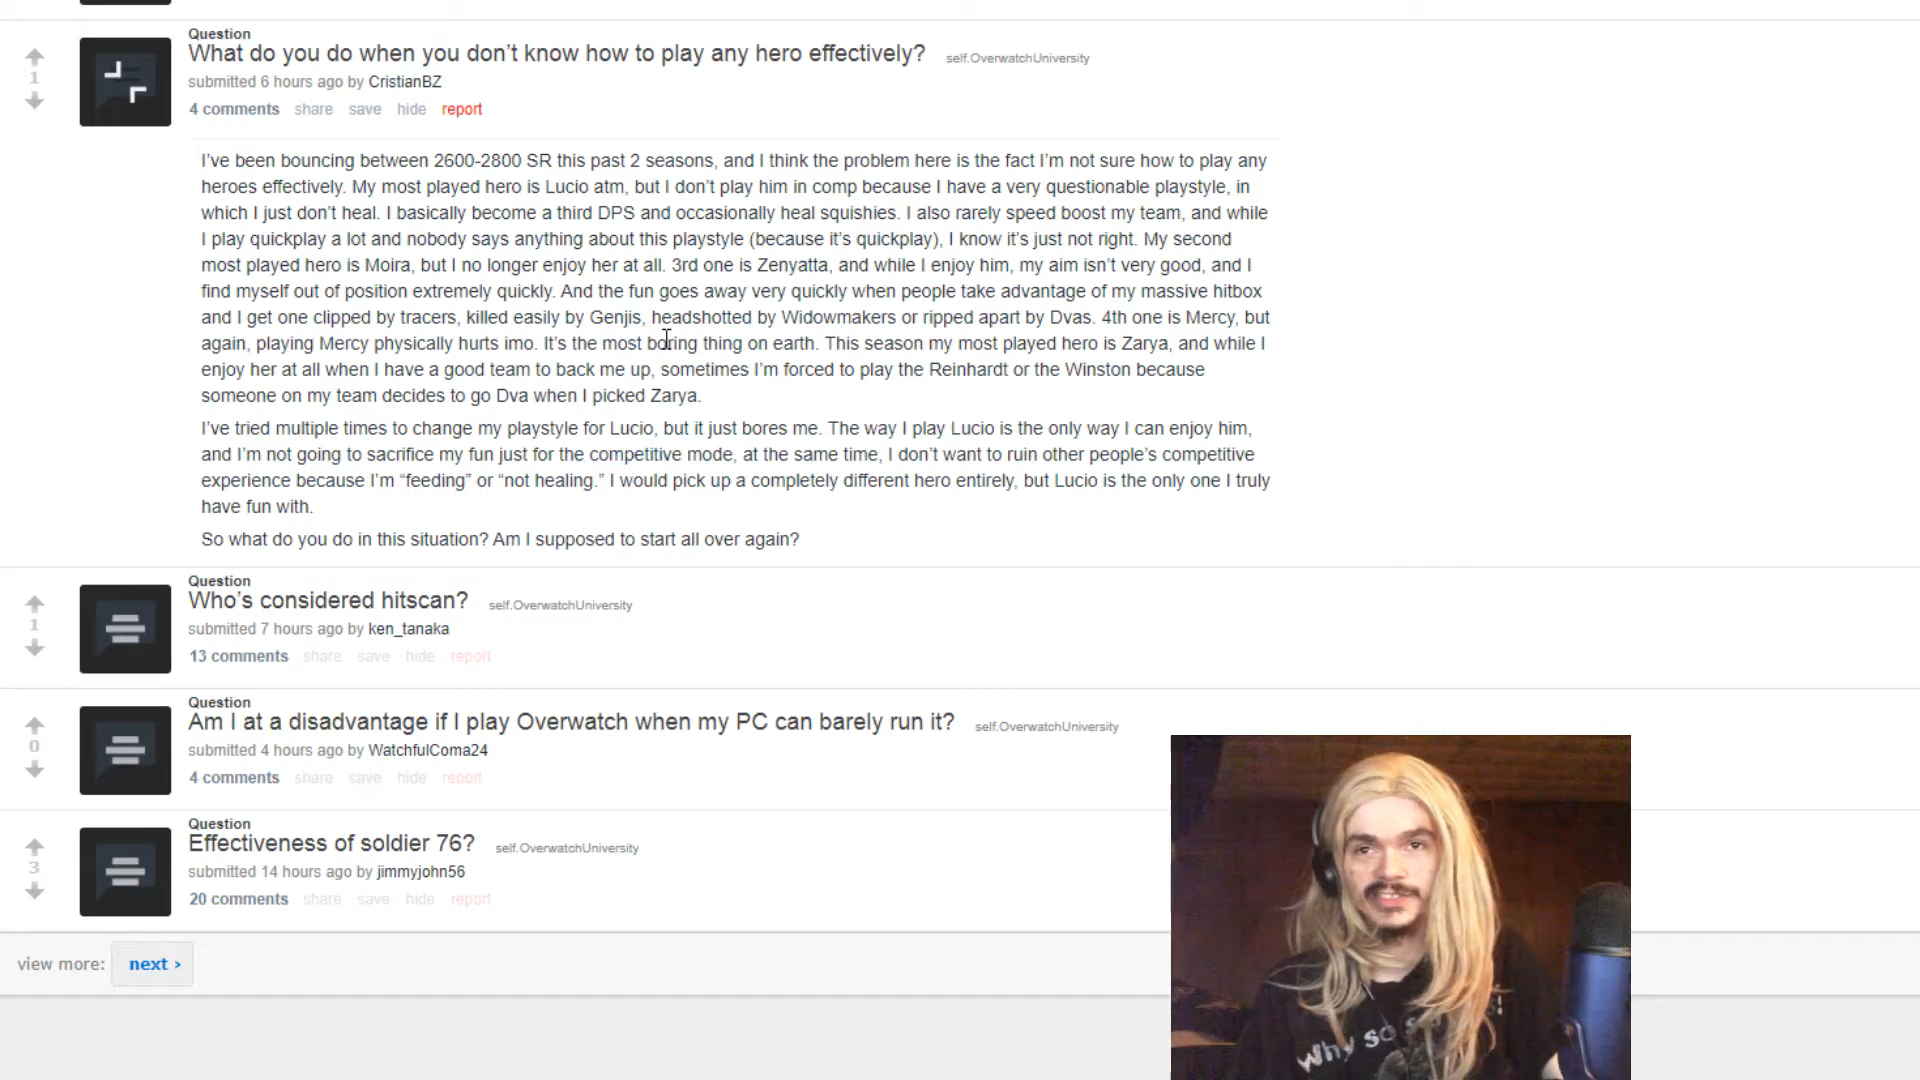 Question
What do you do when you don’t know how to play any hero effectively? self.OverwatchUniversity
1
submitted 6 hours ago by CristianBZ
4 comments share save hide report
I’ve been bouncing between 2600-2800 SR this past 2 seasons, and I think the problem here is the fact I’m not sure how to play any
heroes effectively. My most played hero is Lucio atm, but I don’t play him in comp because I have a very questionable playstyle, in
which I just don’t heal. I basically become a third DPS and occasionally heal squishies. I also rarely speed boost my team, and while
I play quickplay a lot and nobody says anything about this playstyle (because it’s quickplay), I know it’s just not right. My second
most played hero is Moira, but I no longer enjoy her at all. 3rd one is Zenyatta, and while I enjoy him, my aim isn’t very good, and I
find myself out of position extremely quickly. And the fun goes away very quickly when people take advantage of my massive hitbox
and I get one clipped by tracers, killed easily by Genjis, headshotted by Widowmakers or ripped apart by Dvas. 4th one is Mercy, but
again, playing Mercy physically hurts imo. It’s the most boring thing on earth. This season my most played hero is Zarya, and while I
enjoy her at all when I have a good team to back me up, sometimes I’m forced to play the Reinhardt or the Winston because
someone on my team decides to go Dva when I picked Zarya.
I’ve tried multiple times to change my playstyle for Lucio, but it just bores me. The way I play Lucio is the only way I can enjoy him,
and I’m not going to sacrifice my fun just for the competitive mode, at the same time, I don’t want to ruin other people’s competitive
experience because I’m “feeding” or “not healing.” I would pick up a completely different hero entirely, but Lucio is the only one I truly
have fun with.
So what do you do in this situation? Am I supposed to start all over again?
Question
Who’s considered hitscan? self.OverwatchUniversity
1
submitted 7 hours ago by ken_tanaka
13 comments share save hide report
Question
Am I at a disadvantage if I play Overwatch when my PC can barely run it? self.OverwatchUniversity
0
submitted 4 hours ago by WatchfulComa24
4 comments share save hide report
Question
Effectiveness of soldier 76? self.OverwatchUniversity
3
submitted 14 hours ago by jimmyjohn56
20 comments share save hide report
view more: next ›
Why so